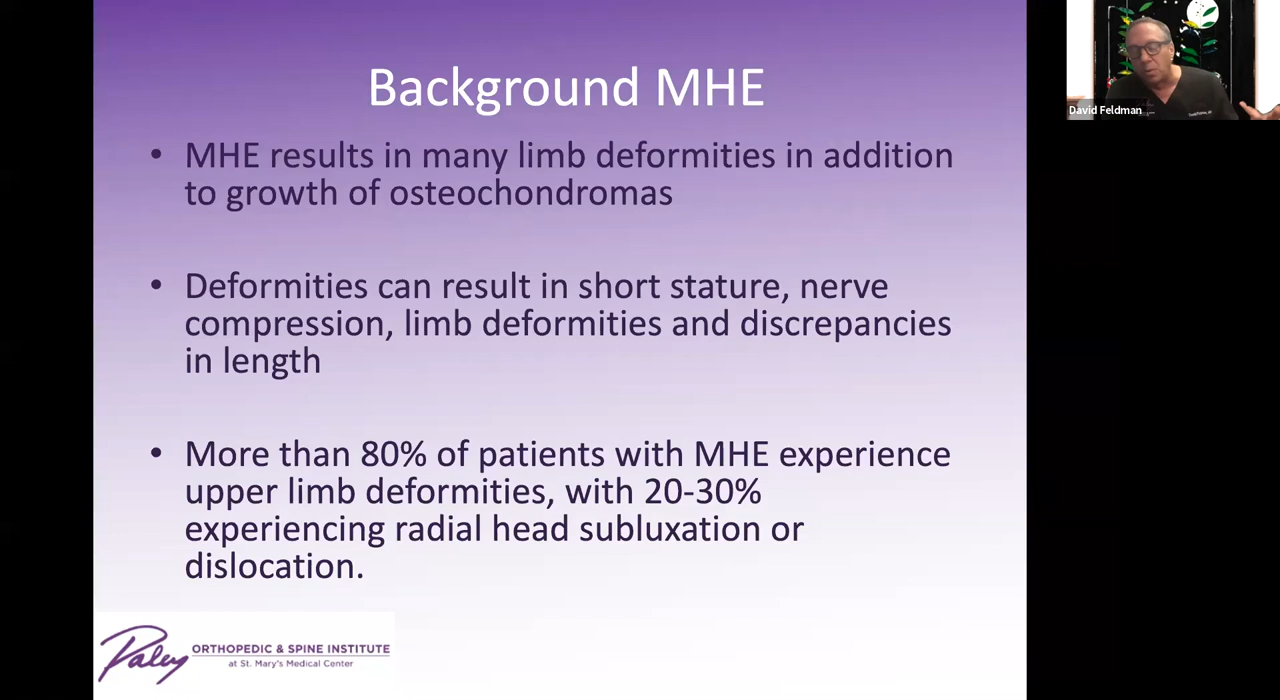 Background MHE
• MHE results in many limb deformities in addition
to growth of osteochondromas
• Deformities can result in short stature, nerve
compression, limb deformities and discrepancies
in length
• More than 80% of patients with MHE experience
upper limb deformities, with 20-30%
experiencing radial head subluxation or
dislocation.
Paley
ORTHOPEDIC & SPINE INSTITUTE
at St. Mary's Medical Center
David Feldman